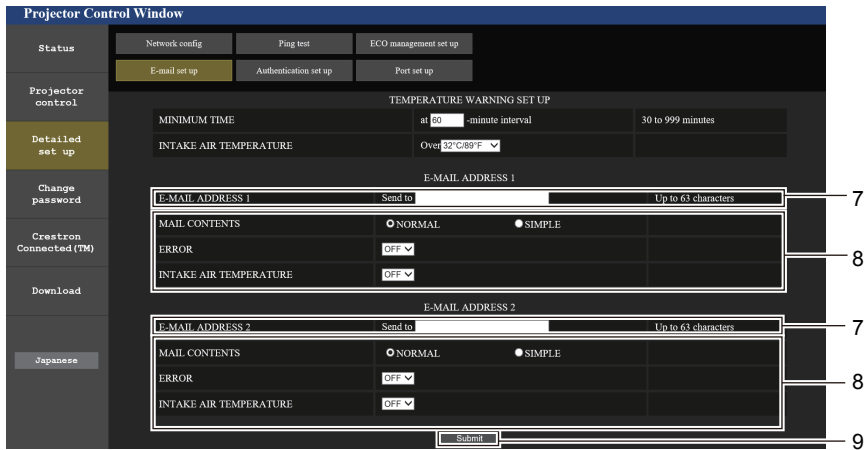 Projector Control Window
Status
Network config Ping test ECO management set up
E-mail set up Authentication set up Port set up
Projector
control
TEMPERATURE WARNING SET UP
MINIMUM TIME at 60 -minute interval 30 to 999 minutes
Detailed
set up
INTAKE AIR TEMPERATURE Over 32°C/89°F
E-MAIL ADDRESS 1
Change
password
E-MAIL ADDRESS 1 Send to Up to 63 characters 7
MAIL CONTENTS NORMAL SIMPLE
Crestron
Connected(TM)
ERROR OFF 8
INTAKE AIR TEMPERATURE OFF
Download
E-MAIL ADDRESS 2
E-MAIL ADDRESS 2 Send to Up to 63 characters 7
Japanese
MAIL CONTENTS NORMAL SIMPLE
ERROR OFF 8
INTAKE AIR TEMPERATURE OFF
Submit 9